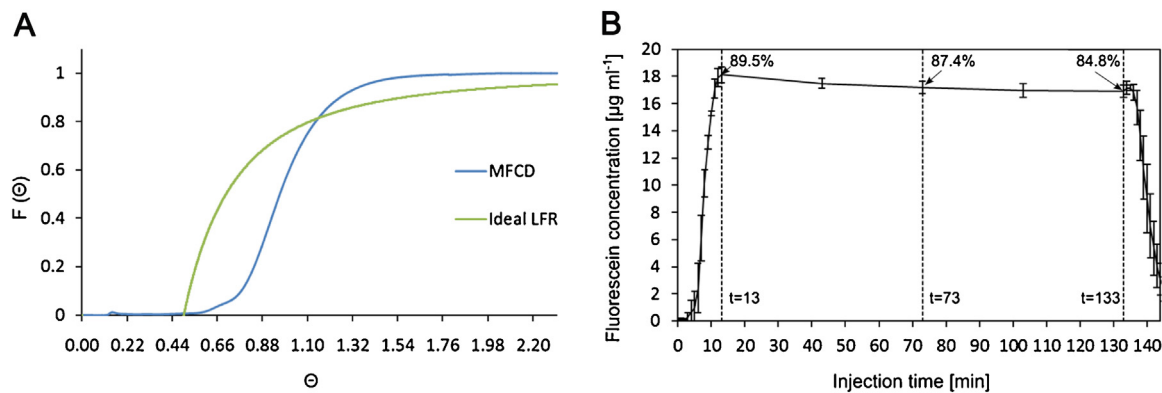 A
F (Θ)
1
0.8
0.6
0.4
0.2
0
0.00 0.22 0.44 0.66 0.88 1.10 1.32 1.54 1.76 1.98 2.20
Θ
MFCD
Ideal LFR
B
Fluorescein concentration [µg ml⁻¹]
20
18
16
14
12
10
8
6
4
2
0
89.5%
87.4%
84.8%
t=13
t=73
t=133
0 10 20 30 40 50 60 70 80 90 100 110 120 130 140
Injection time [min]